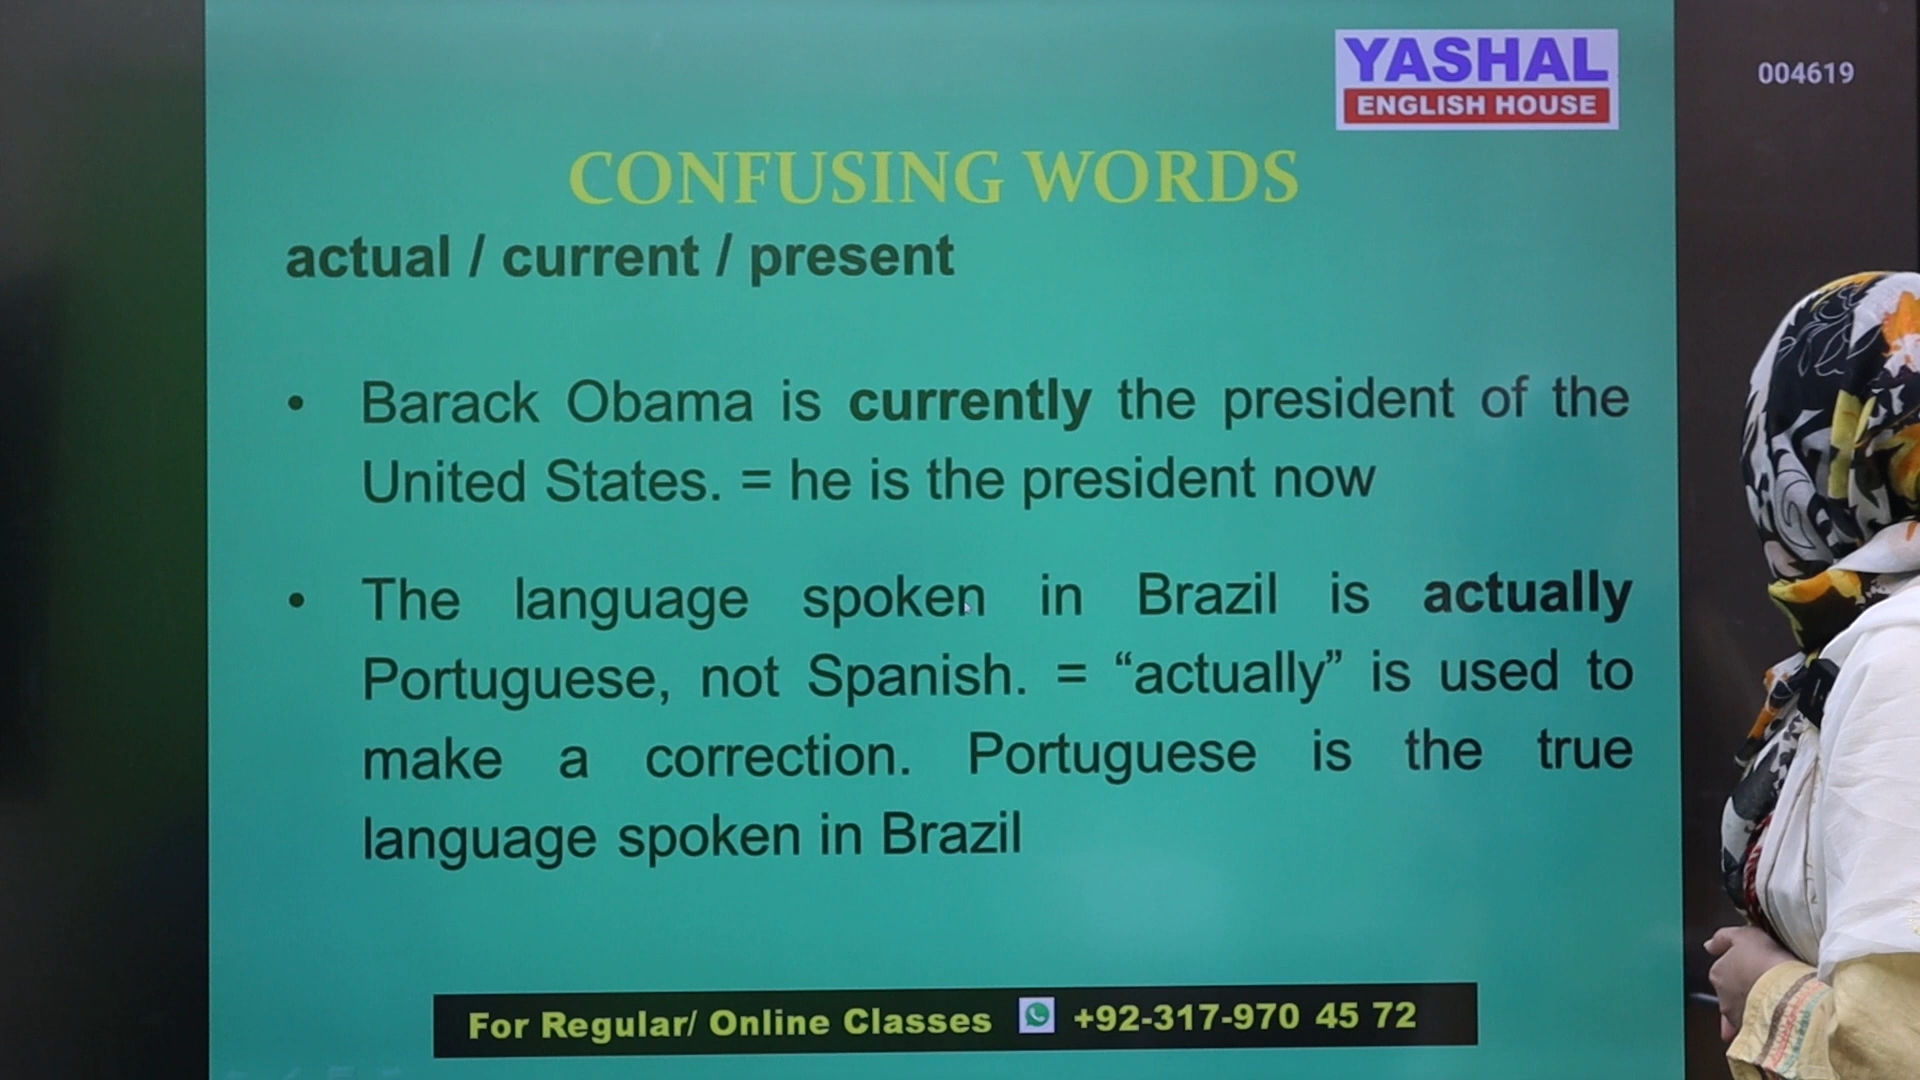 YASHAL
ENGLISH HOUSE
004619
CONFUSING WORDS
actual / current / present
• Barack Obama is currently the president of the
United States. = he is the president now
• The language spoken in Brazil is actually
Portuguese, not Spanish. = “actually” is used to
make a correction. Portuguese is the true
language spoken in Brazil
For Regular/ Online Classes +92-317-970 45 72